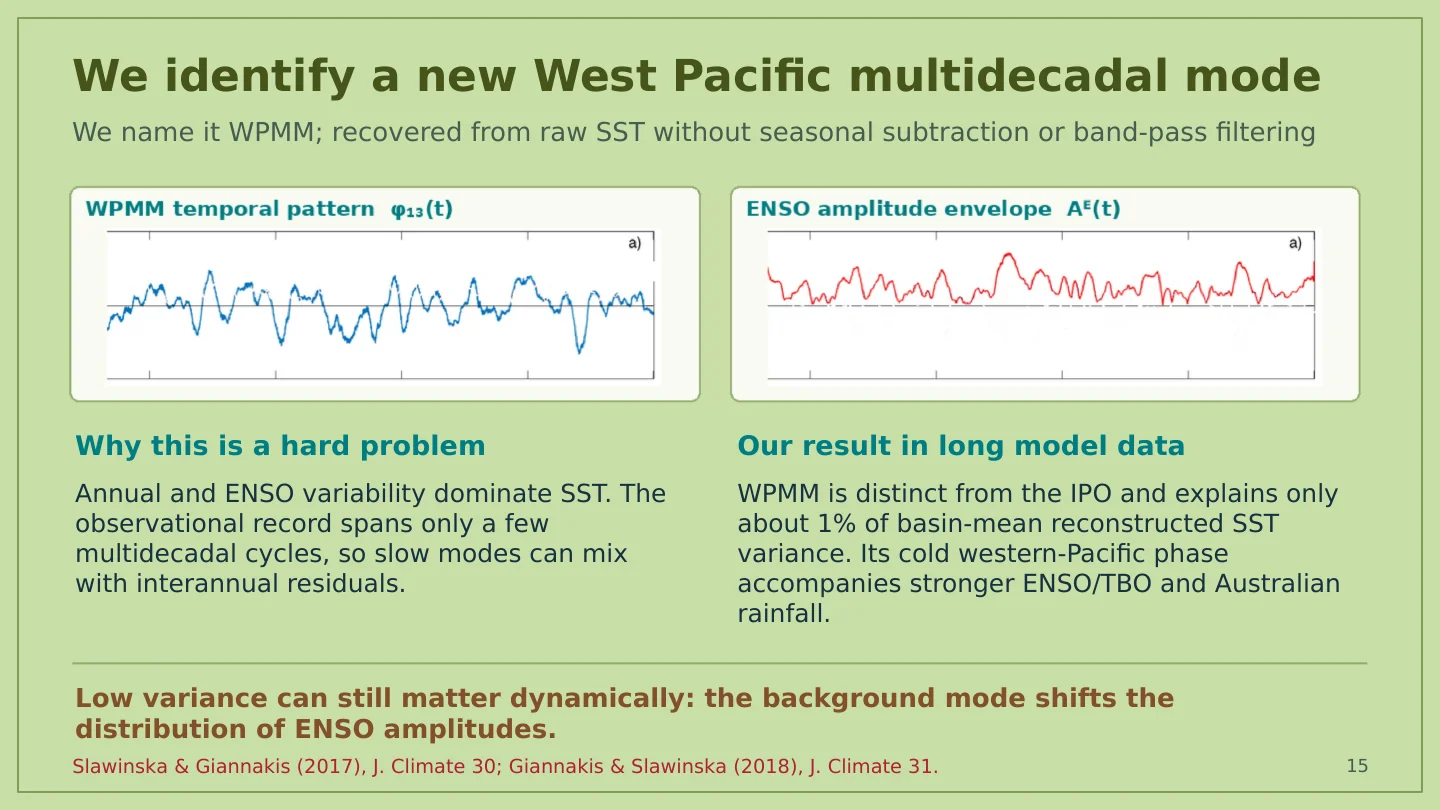 We identify a new West Pacific multidecadal mode
We name it WPMM; recovered from raw SST without seasonal subtraction or band-pass filtering
WPMM temporal pattern φ₁₃(t)
a)
ENSO amplitude envelope Aᴱ(t)
a)
Why this is a hard problem
Annual and ENSO variability dominate SST. The
observational record spans only a few
multidecadal cycles, so slow modes can mix
with interannual residuals.
Our result in long model data
WPMM is distinct from the IPO and explains only
about 1% of basin-mean reconstructed SST
variance. Its cold western-Pacific phase
accompanies stronger ENSO/TBO and Australian
rainfall.
Low variance can still matter dynamically: the background mode shifts the
distribution of ENSO amplitudes.
Slawinska & Giannakis (2017), J. Climate 30; Giannakis & Slawinska (2018), J. Climate 31.
15